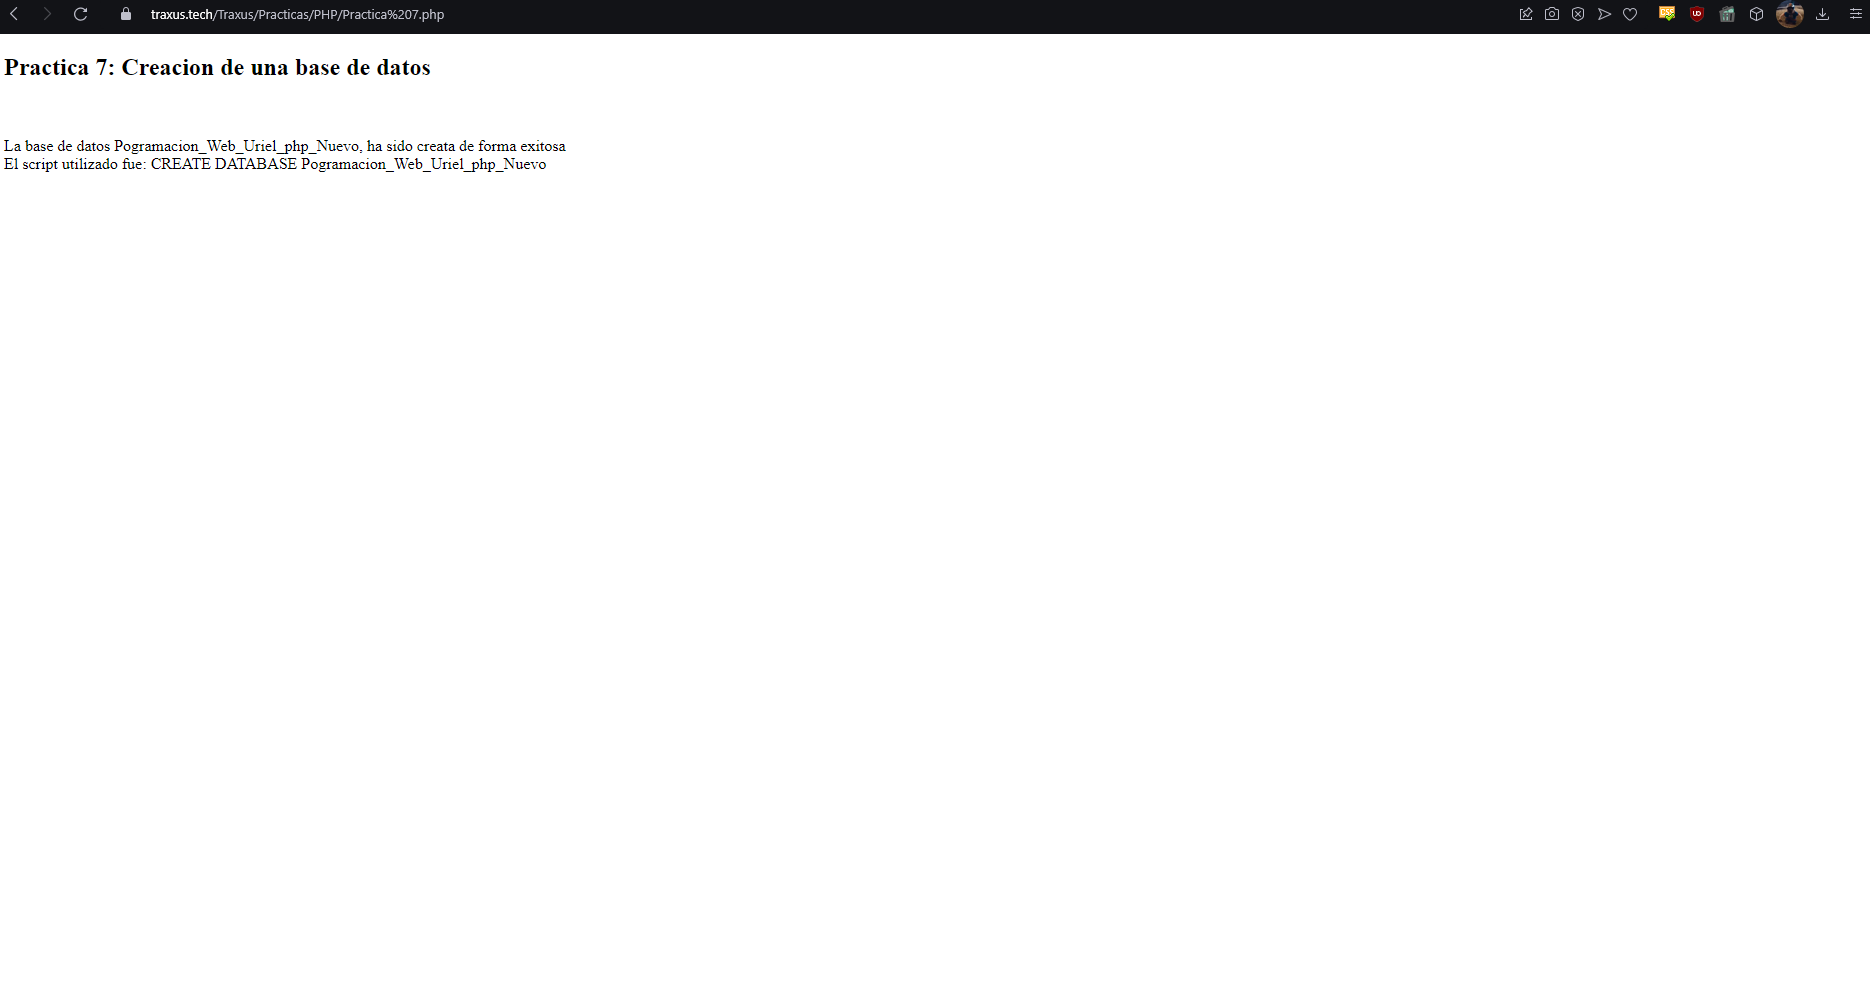 traxus.tech/Traxus/Practicas/PHP/Practica%207.php
Practica 7: Creacion de una base de datos
La base de datos Pogramacion_Web_Uriel_php_Nuevo, ha sido creata de forma exitosa
El script utilizado fue: CREATE DATABASE Pogramacion_Web_Uriel_php_Nuevo